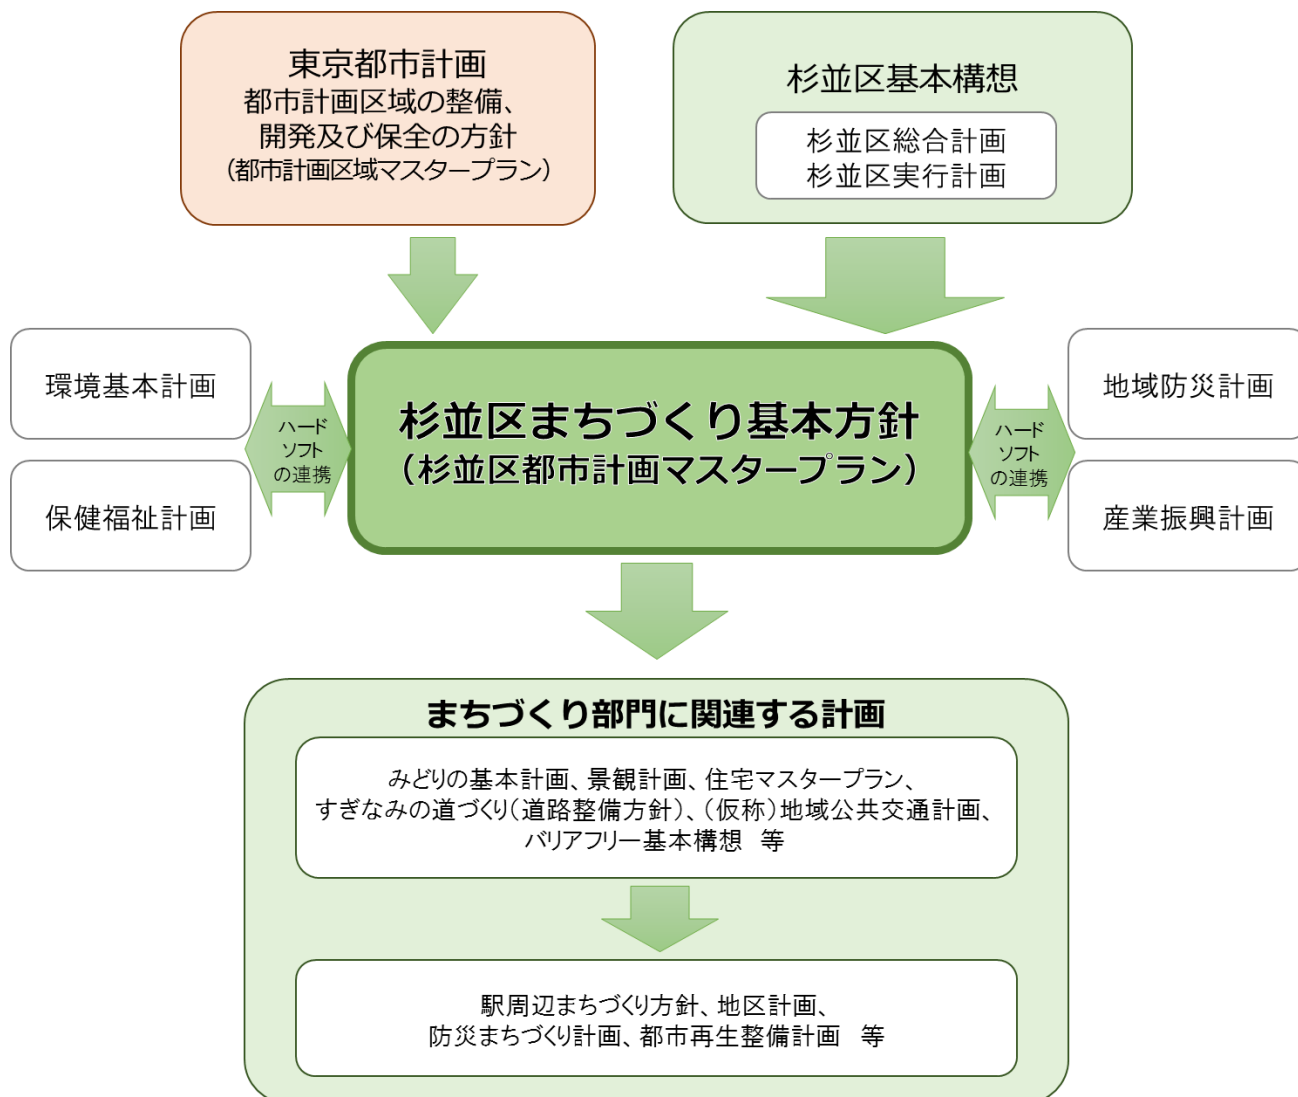 東京都市計画
都市計画区域の整備、
開発及び保全の方針
（都市計画区域マスタープラン）
杉並区基本構想
杉並区総合計画
杉並区実行計画
環境基本計画
保健福祉計画
ハード
ソフト
の連携
杉並区まちづくり基本方針
（杉並区都市計画マスタープラン）
ハード
ソフト
の連携
地域防災計画
産業振興計画
まちづくり部門に関連する計画
みどりの基本計画、景観計画、住宅マスタープラン、
すぎなみの道づくり（道路整備方針）、（仮称）地域公共交通計画、
バリアフリー基本構想　等
駅周辺まちづくり方針、地区計画、
防災まちづくり計画、都市再生整備計画　等